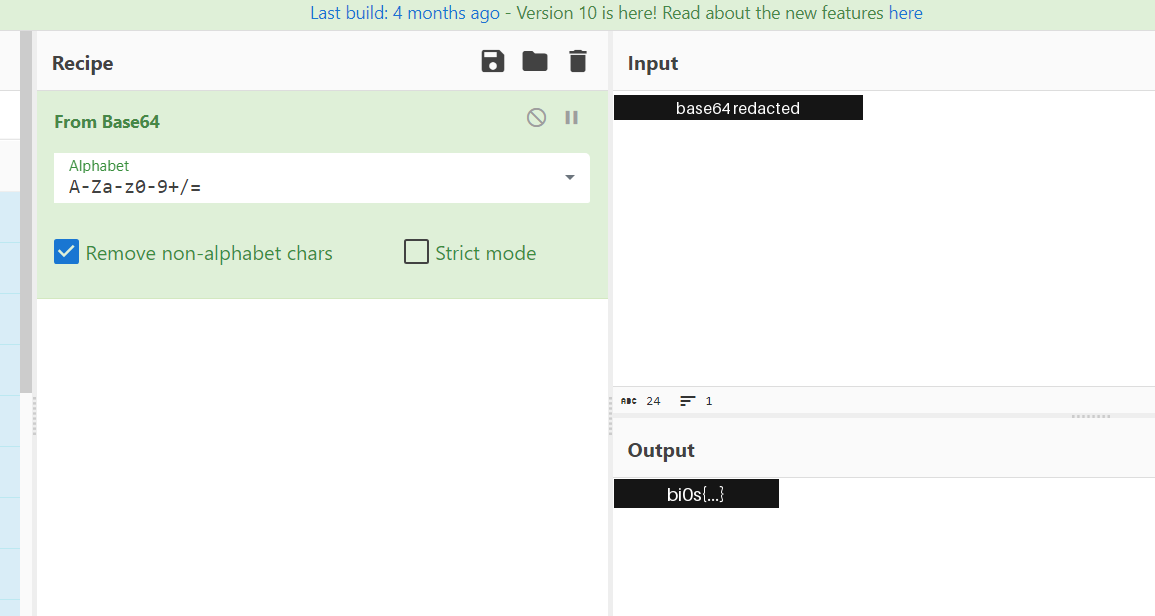 Last build: 4 months ago - Version 10 is here! Read about the new features here
Recipe
Input
From Base64
base64 redacted
Alphabet
A-Za-z0-9+/=
Remove non-alphabet chars
Strict mode
ABC 24
1
Output
bi0s{...}